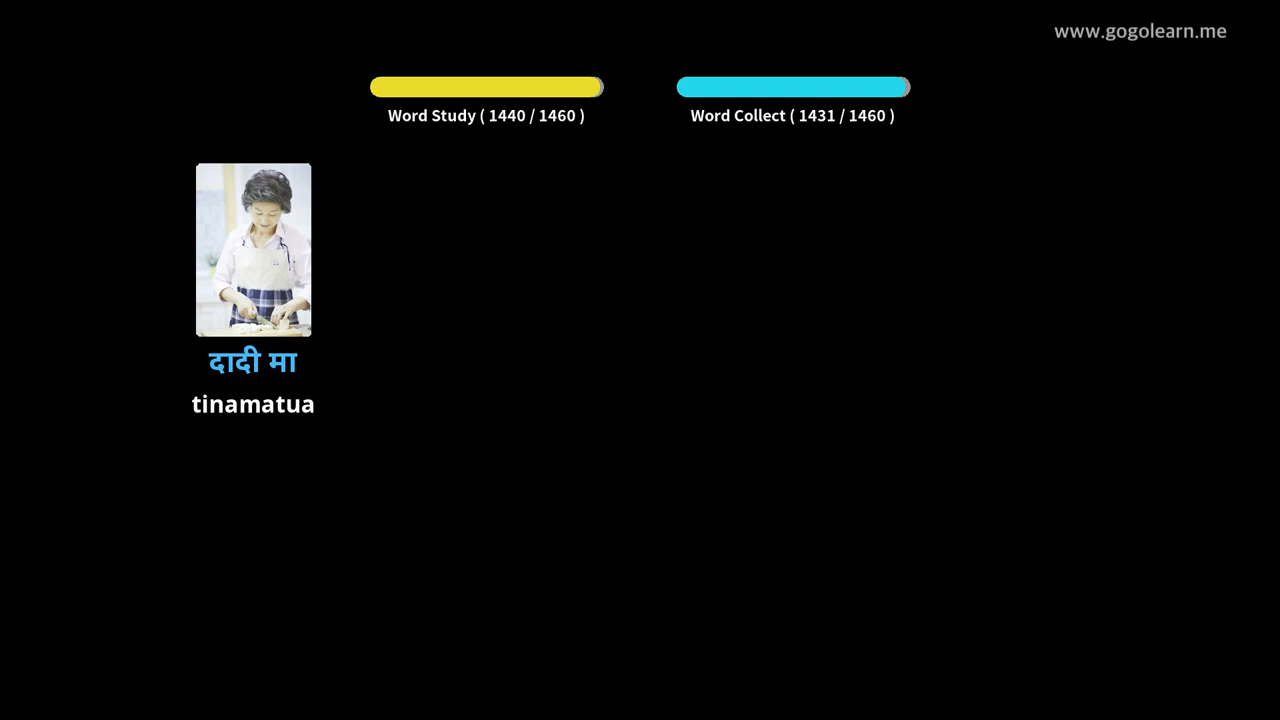 www.gogolearn.me
Word Study ( 1440 / 1460 )
Word Collect ( 1431 / 1460 )
दादी मा
tinamatua